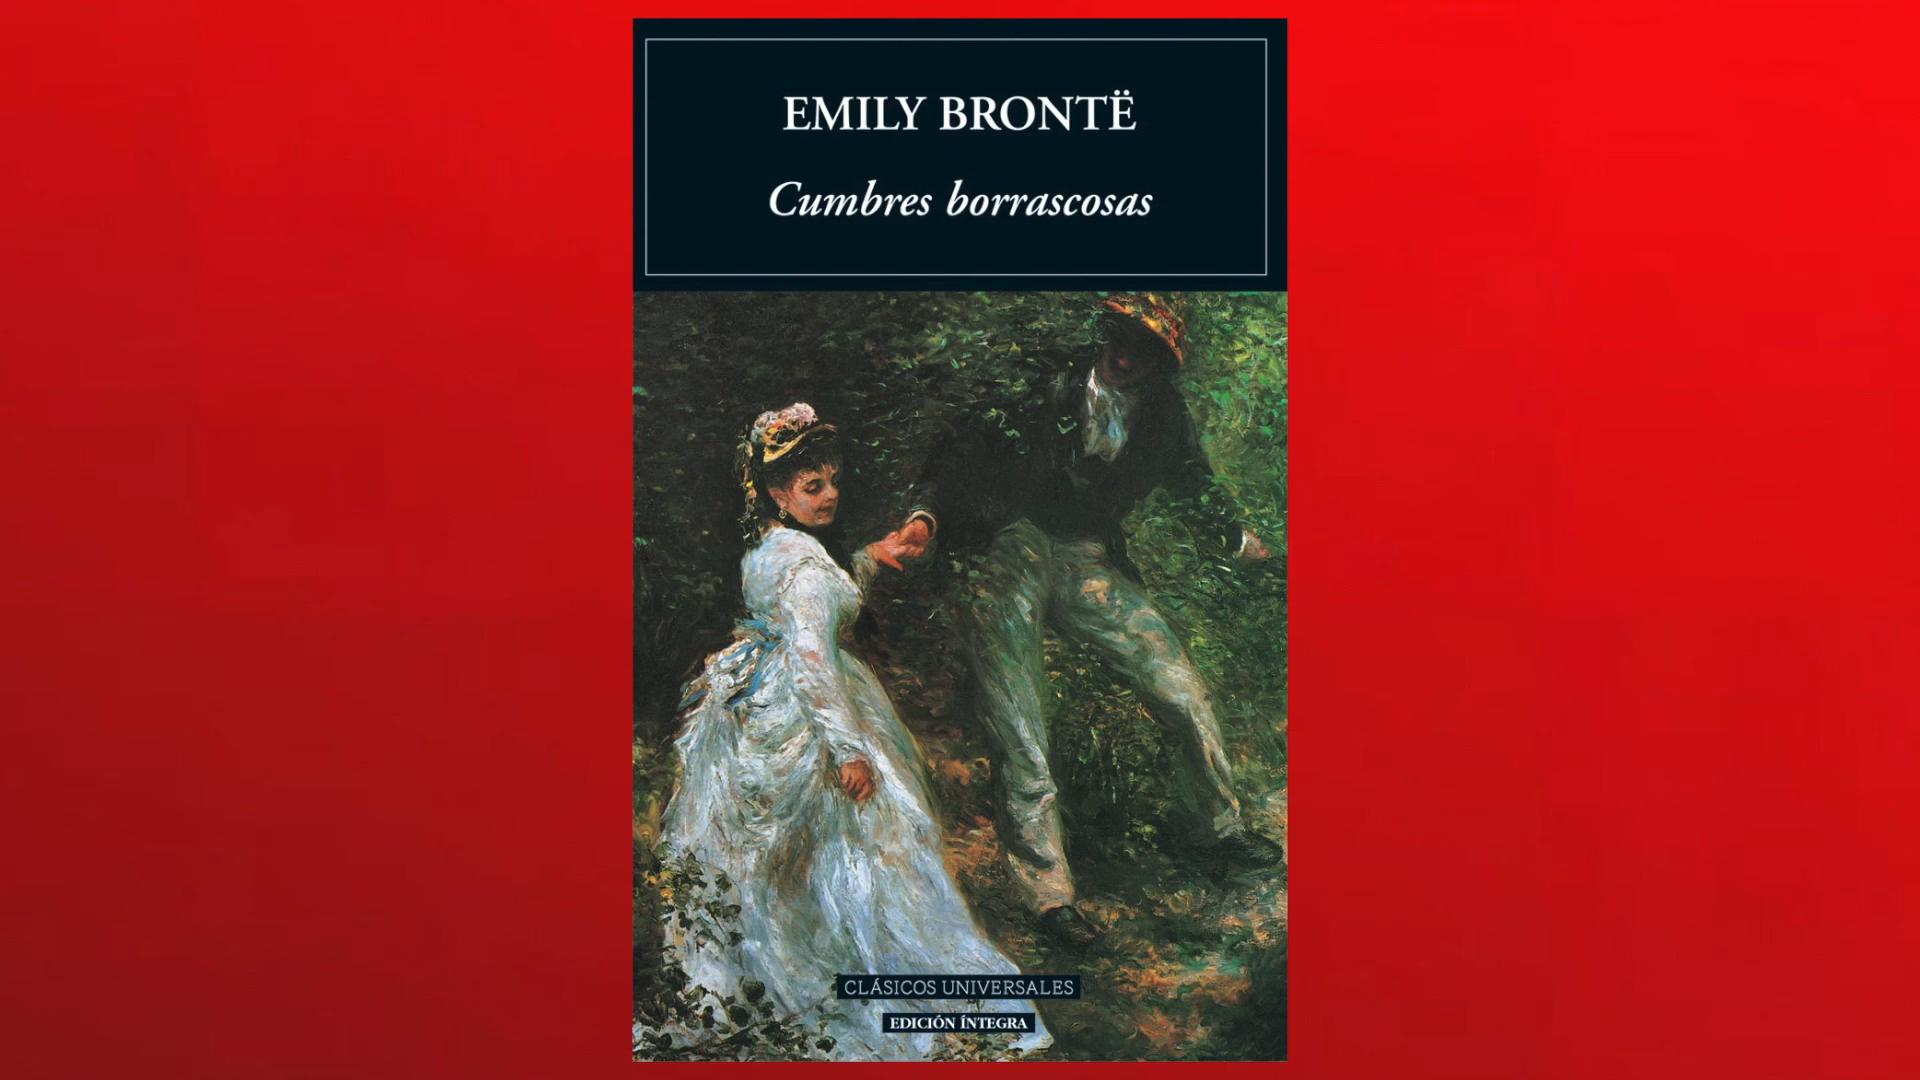 EMILY BRONTË
Cumbres borrascosas
CLÁSICOS UNIVERSALES
EDICIÓN ÍNTEGRA